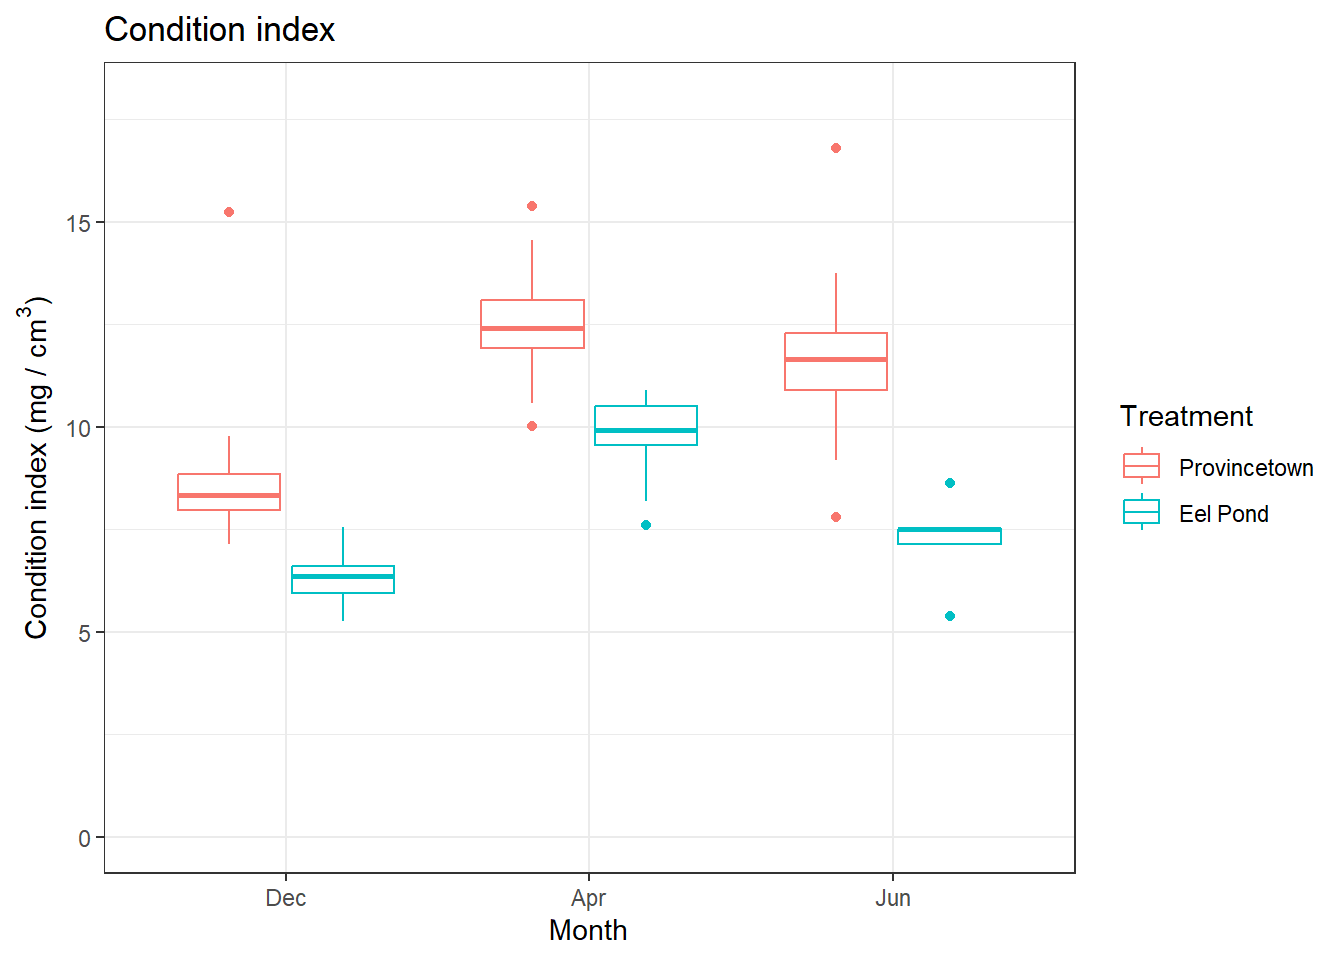 Condition index
Condition index (mg / cm³)
15
10
5
0
Dec Apr Jun
Month
Treatment
Provincetown
Eel Pond